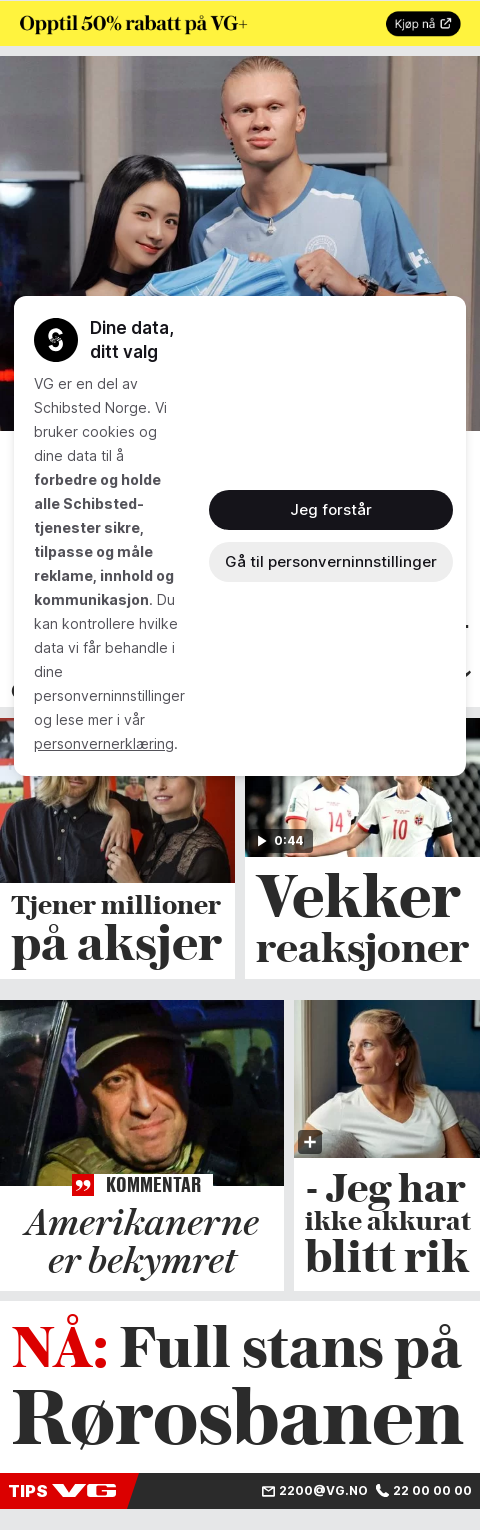 Opptil 50% rabatt på VG+
Kjøp nå
Dine data,
ditt valg
VG er en del av
Schibsted Norge. Vi
bruker cookies og
dine data til å
forbedre og holde
alle Schibsted-
tjenester sikre,
tilpasse og måle
reklame, innhold og
kommunikasjon. Du
kan kontrollere hvilke
data vi får behandle i
dine
personverninnstillinger
og lese mer i vår
personvernerklæring.
Jeg forstår
Gå til personverninnstillinger
14
10
0:44
Tjener millioner
på aksjer
Vekker
reaksjoner
KOMMENTAR
Amerikanerne
er bekymret
- Jeg har
ikke akkurat
blitt rik
NÅ: Full stans på
Rørosbanen
TIPS VG
2200@VG.NO
22 00 00 00